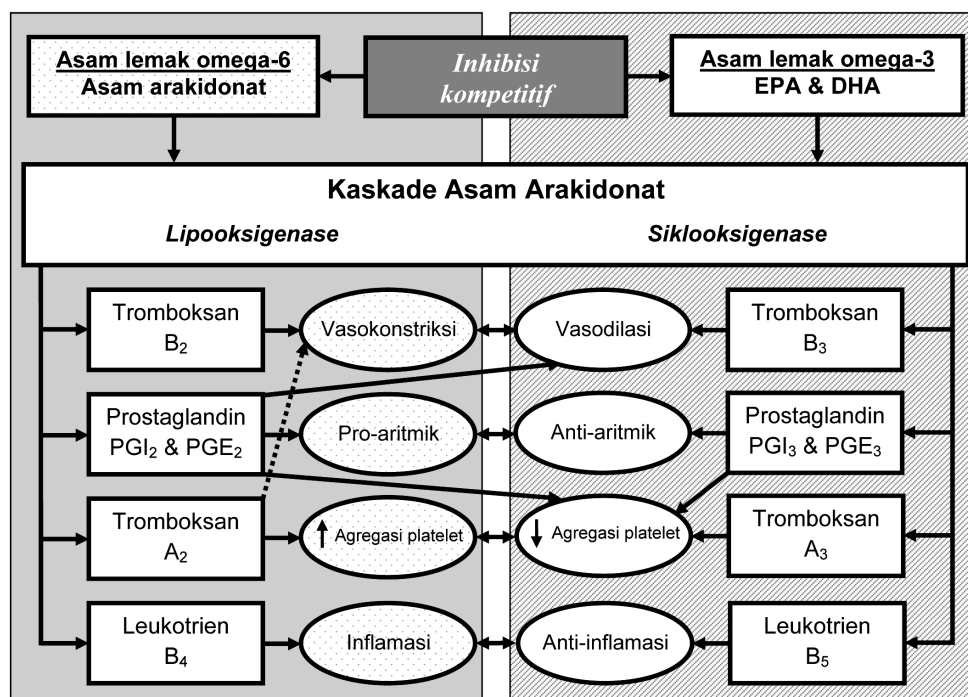 Asam lemak omega-6
Asam arakidonat
Inhibisi
kompetitif
Asam lemak omega-3
EPA & DHA
Kaskade Asam Arakidonat
Lipooksigenase
Siklooksigenase
Tromboksan
B₂
Vasokonstriksi
Vasodilasi
Tromboksan
B₃
Prostaglandin
PGI₂ & PGE₂
Pro-aritmik
Anti-aritmik
Prostaglandin
PGI₃ & PGE₃
Tromboksan
A₂
↑ Agregasi platelet
↓ Agregasi platelet
Tromboksan
A₃
Leukotrien
B₄
Inflamasi
Anti-inflamasi
Leukotrien
B₅